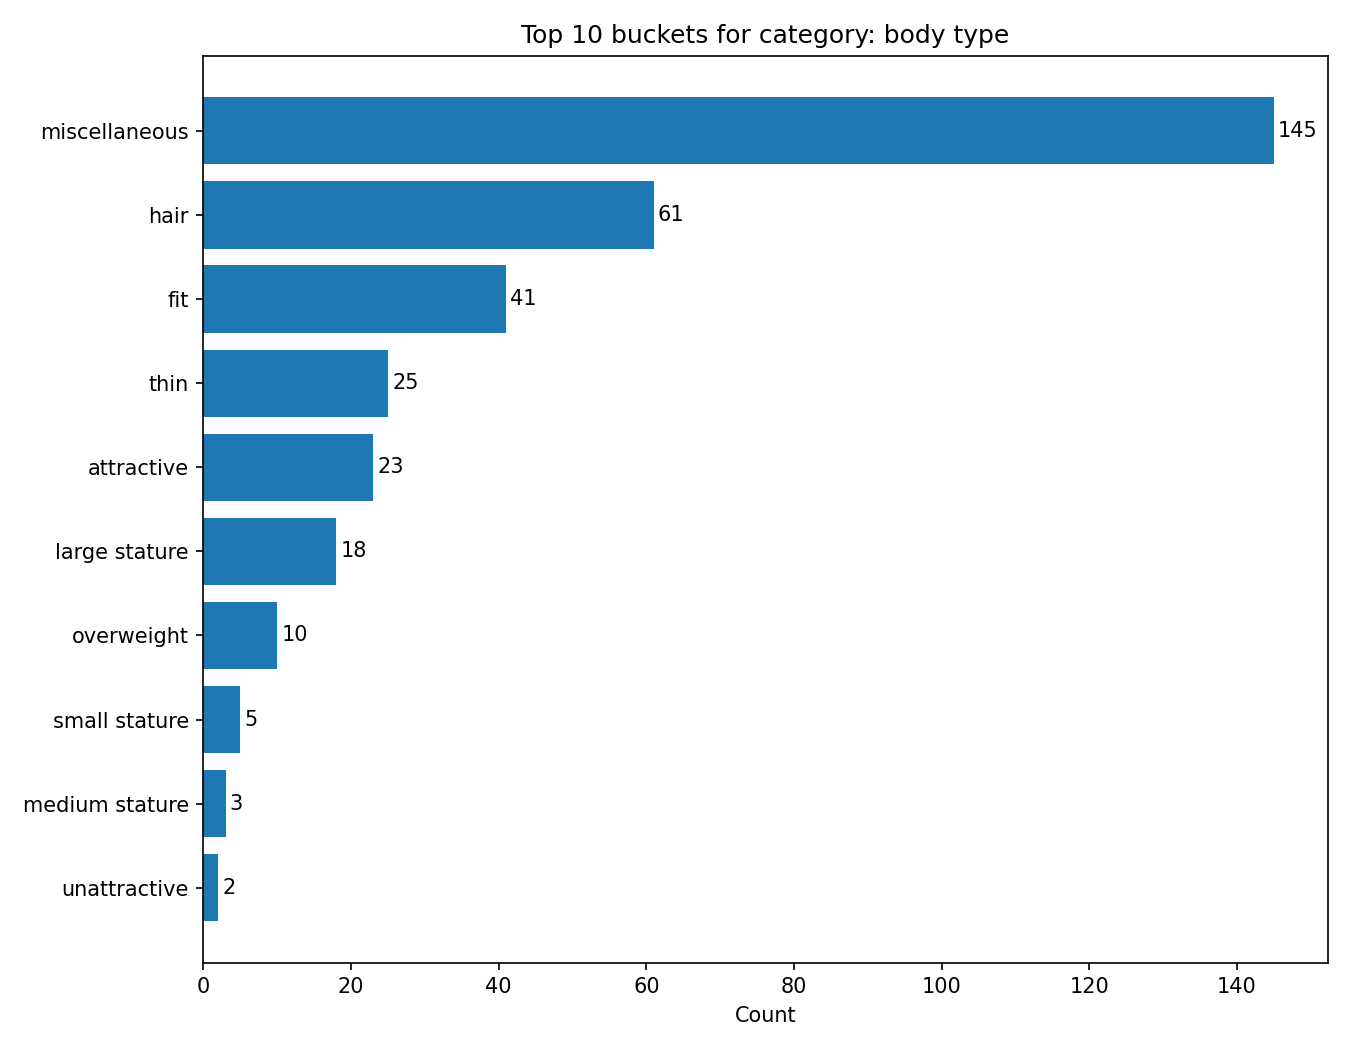 Top 10 buckets for category: body type
miscellaneous 145
hair 61
fit 41
thin 25
attractive 23
large stature 18
overweight 10
small stature 5
medium stature 3
unattractive 2
0 20 40 60 80 100 120 140
Count